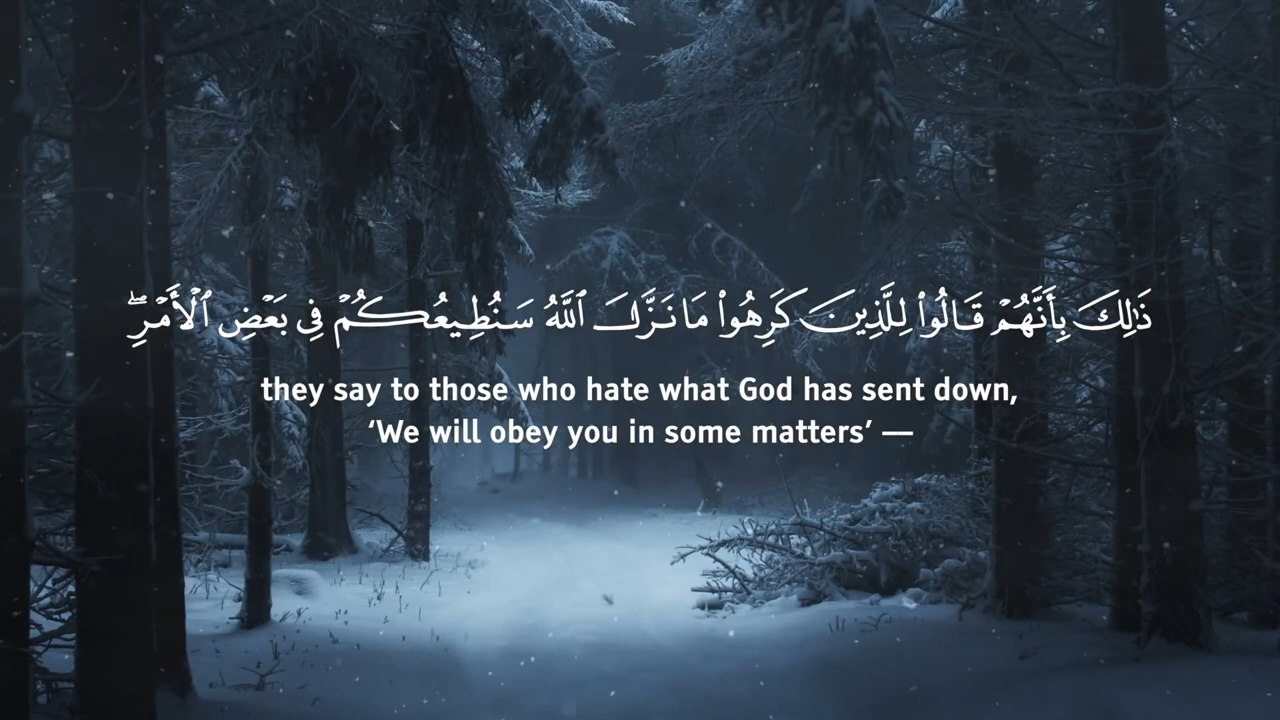 ذَٰلِكَ بِأَنَّهُمْ قَالُوا۟ لِلَّذِينَ كَرِهُوا۟ مَا نَزَّلَ ٱللَّهُ سَنُطِيعُكُمْ فِى بَعْضِ ٱلْأَمْرِ ۖ
they say to those who hate what God has sent down,
‘We will obey you in some matters’ —